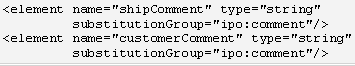 <element name="shipComment" type="string"
substitutionGroup="ipo:comment"/>
<element name="customerComment" type="string"
substitutionGroup="ipo:comment"/>